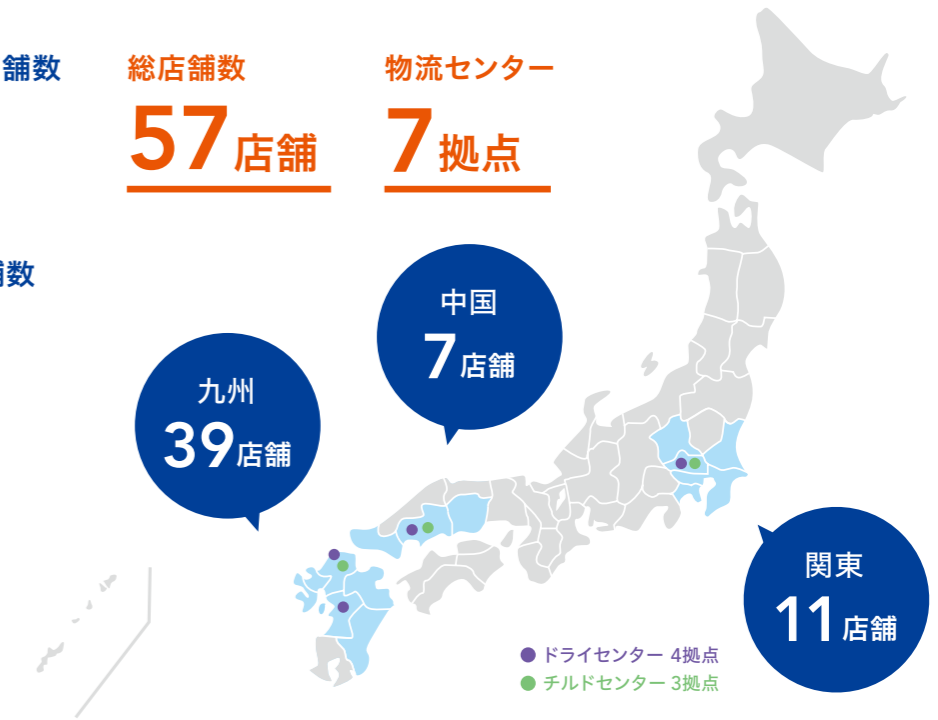 舗数
総店舗数
57店舗
物流センター
7拠点
数
中国
7店舗
九州
39店舗
関東
11店舗
ドライセンター 4拠点
チルドセンター 3拠点